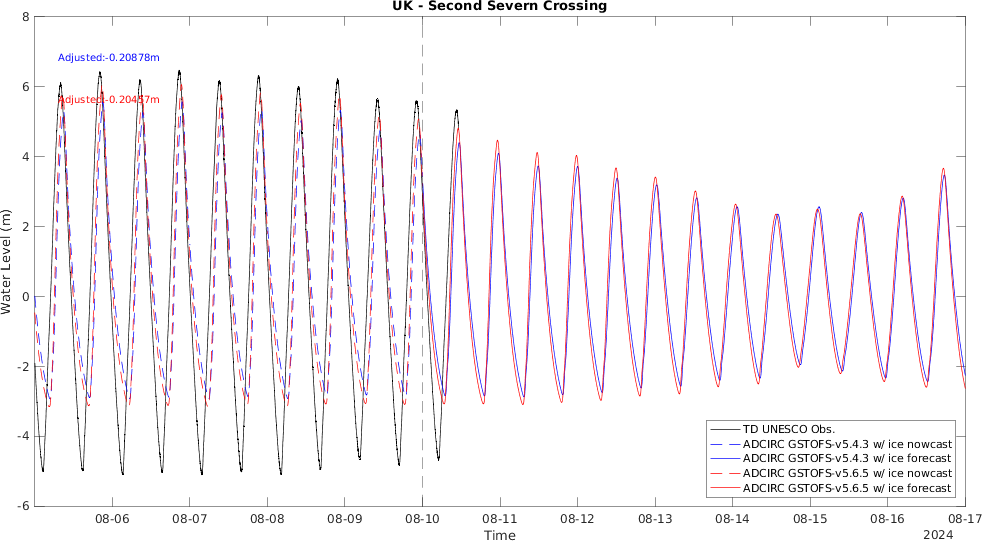 UK - Second Severn Crossing
Adjusted:-0.20878m
Adjusted:-0.20457m
8
6
4
2
0
-2
-4
-6
Water Level (m)
08-06 08-07 08-08 08-09 08-10 08-11 08-12 08-13 08-14 08-15 08-16 08-17
Time
2024
TD UNESCO Obs.
ADCIRC GSTOFS-v5.4.3 w/ ice nowcast
ADCIRC GSTOFS-v5.4.3 w/ ice forecast
ADCIRC GSTOFS-v5.6.5 w/ ice nowcast
ADCIRC GSTOFS-v5.6.5 w/ ice forecast